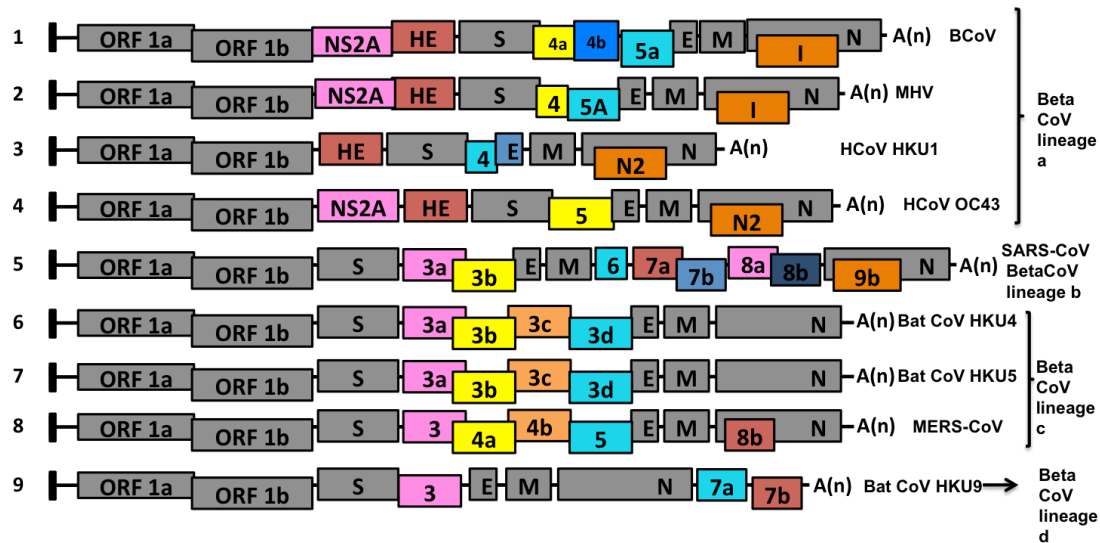 1 ORF 1a ORF 1b NS2A HE S 4a 4b 5a E M I N A(n) BCoV
2 ORF 1a ORF 1b NS2A HE S 4 5A E M I N A(n) MHV
3 ORF 1a ORF 1b HE S 4 E M N2 N A(n) HCoV HKU1
4 ORF 1a ORF 1b NS2A HE S 5 E M N2 N A(n) HCoV OC43
Beta
CoV
lineage
a
5 ORF 1a ORF 1b S 3a 3b E M 6 7a 7b 8a 8b 9b N A(n) SARS-CoV
BetaCoV
lineage b
6 ORF 1a ORF 1b S 3a 3b 3c 3d E M N A(n) Bat CoV HKU4
7 ORF 1a ORF 1b S 3a 3b 3c 3d E M N A(n) Bat CoV HKU5
8 ORF 1a ORF 1b S 3 4a 4b 5 E M 8b N A(n) MERS-CoV
Beta
CoV
lineage
c
9 ORF 1a ORF 1b S 3 E M N 7a 7b A(n) Bat CoV HKU9
Beta
CoV
lineage
d